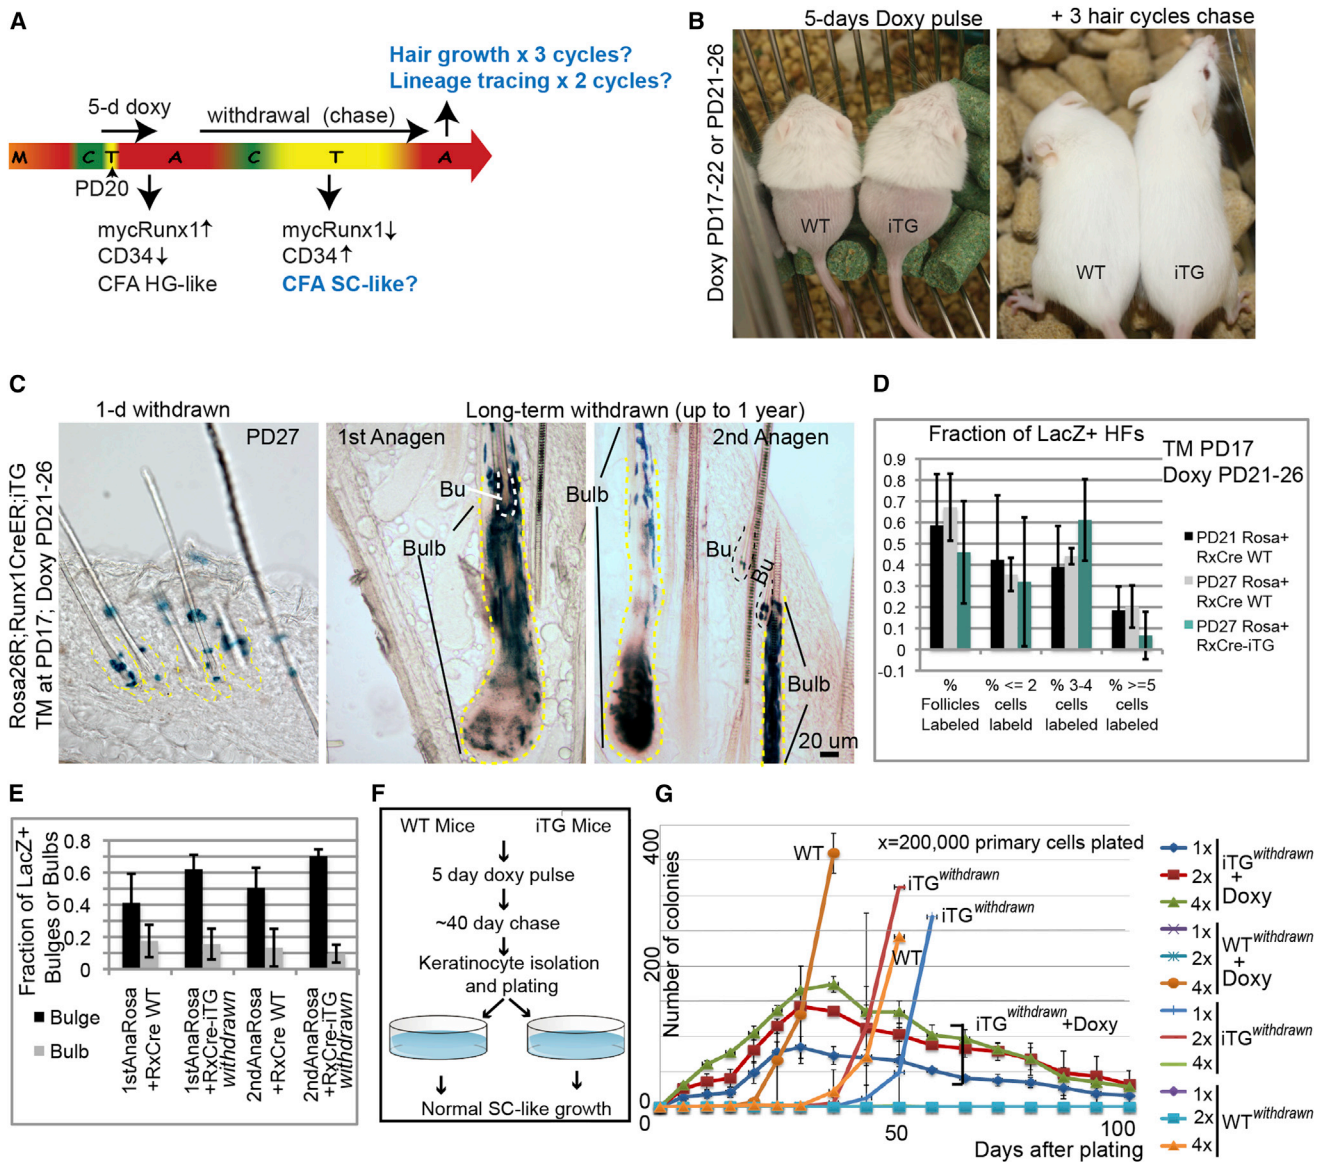 A
Hair growth x 3 cycles?
Lineage tracing x 2 cycles?
5-d doxy
withdrawal (chase)
M C T A C T A
PD20
mycRunx1↑
CD34↓
CFA HG-like
mycRunx1↓
CD34↑
CFA SC-like?
B
5-days Doxy pulse
+ 3 hair cycles chase
Doxy PD17-22 or PD21-26
WT
iTG
WT
iTG
C
1-d withdrawn
Long-term withdrawn (up to 1 year)
Rosa26R;Runx1CreER;iTG
TM at PD17; Doxy PD21-26
PD27
1st Anagen
Bu
Bulb
2nd Anagen
Bulb
Bu
Bu
Bulb
20 um
D
Fraction of LacZ+ HFs
TM PD17
Doxy PD21-26
0.9
0.8
0.7
0.6
0.5
0.4
0.3
0.2
0.1
0
-0.1
%
Follicles
Labeled
% <= 2
cells
labeld
% 3-4
cells
labeled
% >=5
cells
labeled
PD21 Rosa+
RxCre WT
PD27 Rosa+
RxCre WT
PD27 Rosa+
RxCre-iTG
E
Fraction of LacZ+
Bulges or Bulbs
0.8
0.6
0.4
0.2
0
Bulge
Bulb
1stAnaRosa
+RxCre WT
1stAnaRosa
+RxCre-iTG
withdrawn
2ndAnaRosa
+RxCre WT
2ndAnaRosa
+RxCre-iTG
withdrawn
F
WT Mice
iTG Mice
5 day doxy pulse
~40 day chase
Keratinocyte isolation
and plating
Normal SC-like growth
G
x=200,000 primary cells plated
Number of colonies
400
200
0
WT
iTGwithdrawn
iTGwithdrawn
WT
iTGwithdrawn+Doxy
0
50
100
Days after plating
1x
2x
4x
iTGwithdrawn
+
Doxy
1x
2x
4x
WTwithdrawn
+
Doxy
1x
2x
4x
iTGwithdrawn
1x
2x
4x
WTwithdrawn